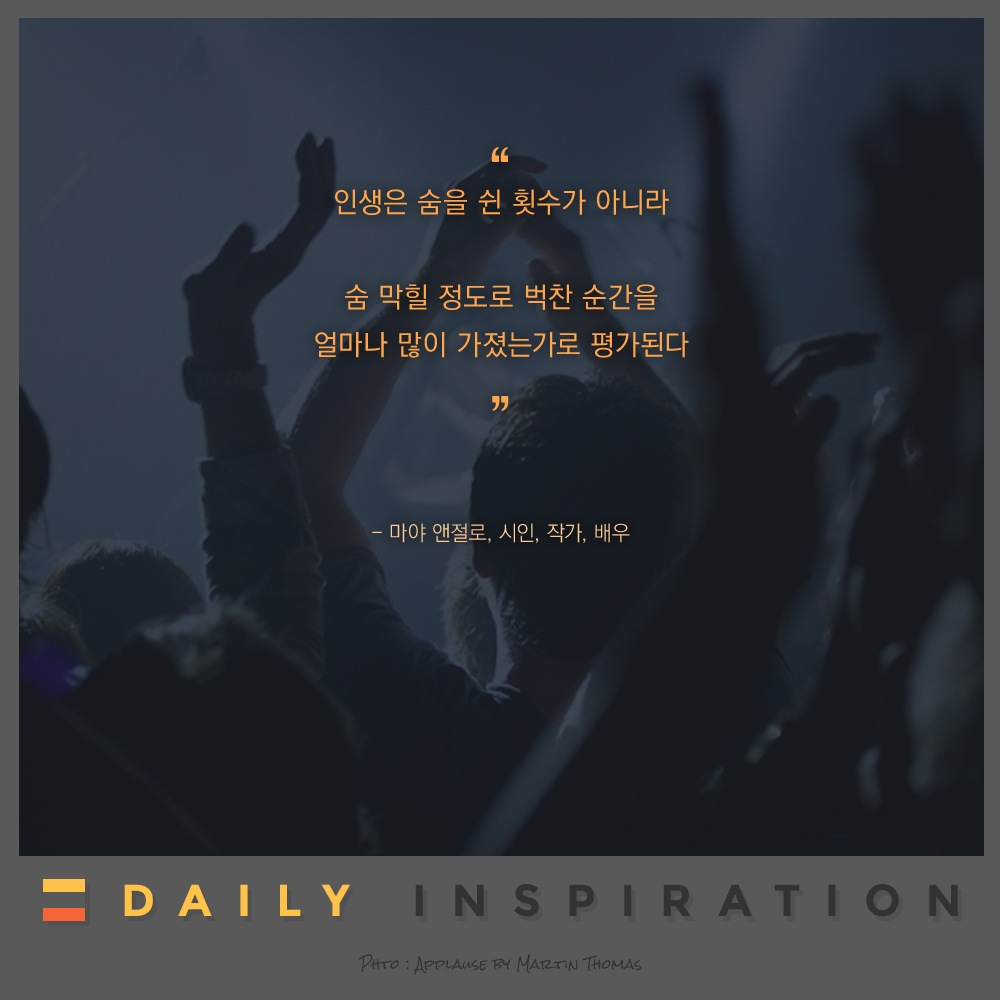 “
인생은 숨을 쉰 횟수가 아니라
숨 막힐 정도로 벅찬 순간을
얼마나 많이 가졌는가로 평가된다
”
– 마야 앤절로, 시인, 작가, 배우
DAILY INSPIRATION
Phto : Applause by Martin Thomas